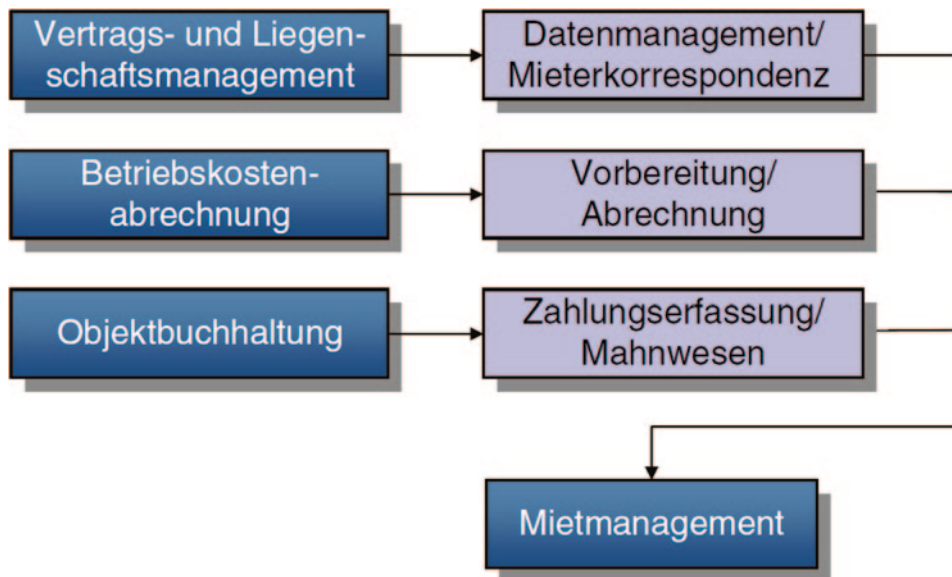 Vertrags- und Liegen-
schaftsmanagement
Datenmanagement/
Mieterkorrespondenz
Betriebskosten-
abrechnung
Vorbereitung/
Abrechnung
Objektbuchhaltung
Zahlungserfassung/
Mahnwesen
Mietmanagement